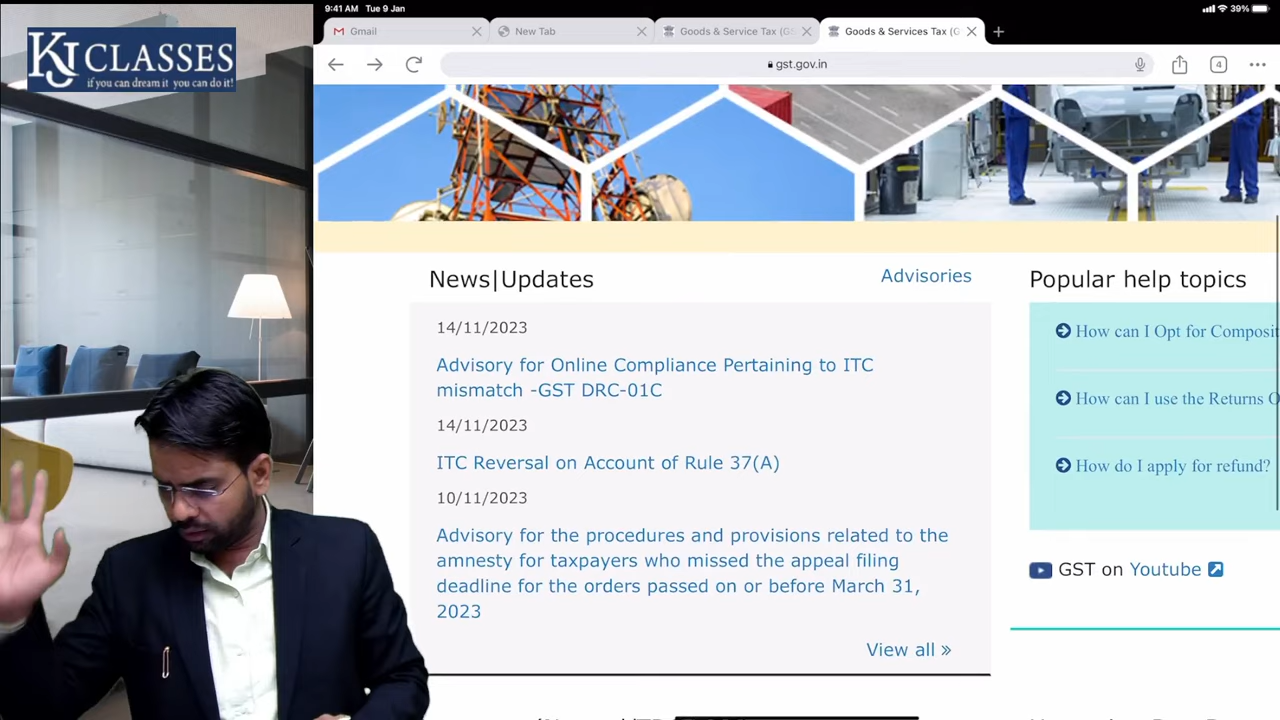 9:41 AM Tue 9 Jan
39%
Gmail
New Tab
Goods & Service Tax (G
Goods & Services Tax (G
gst.gov.in
4
KJ CLASSES
if you can dream it you can do it!
News|Updates
Advisories
14/11/2023
Advisory for Online Compliance Pertaining to ITC
mismatch -GST DRC-01C
14/11/2023
ITC Reversal on Account of Rule 37(A)
10/11/2023
Advisory for the procedures and provisions related to the
amnesty for taxpayers who missed the appeal filing
deadline for the orders passed on or before March 31,
2023
View all »
Popular help topics
How can I Opt for Composit
How can I use the Returns O
How do I apply for refund?
GST on Youtube